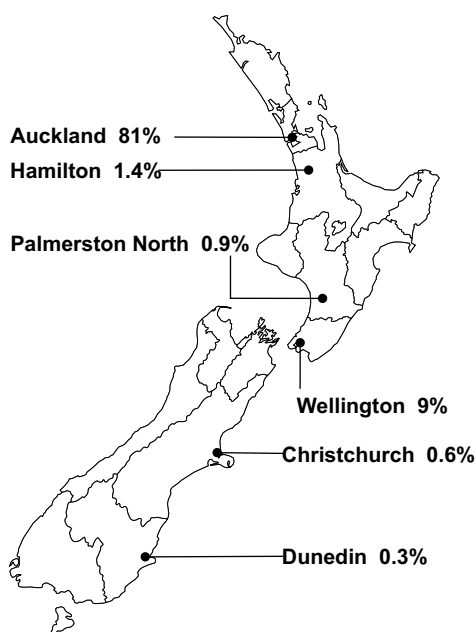 Auckland 81%
Hamilton 1.4%
Palmerston North 0.9%
Wellington 9%
Christchurch 0.6%
Dunedin 0.3%